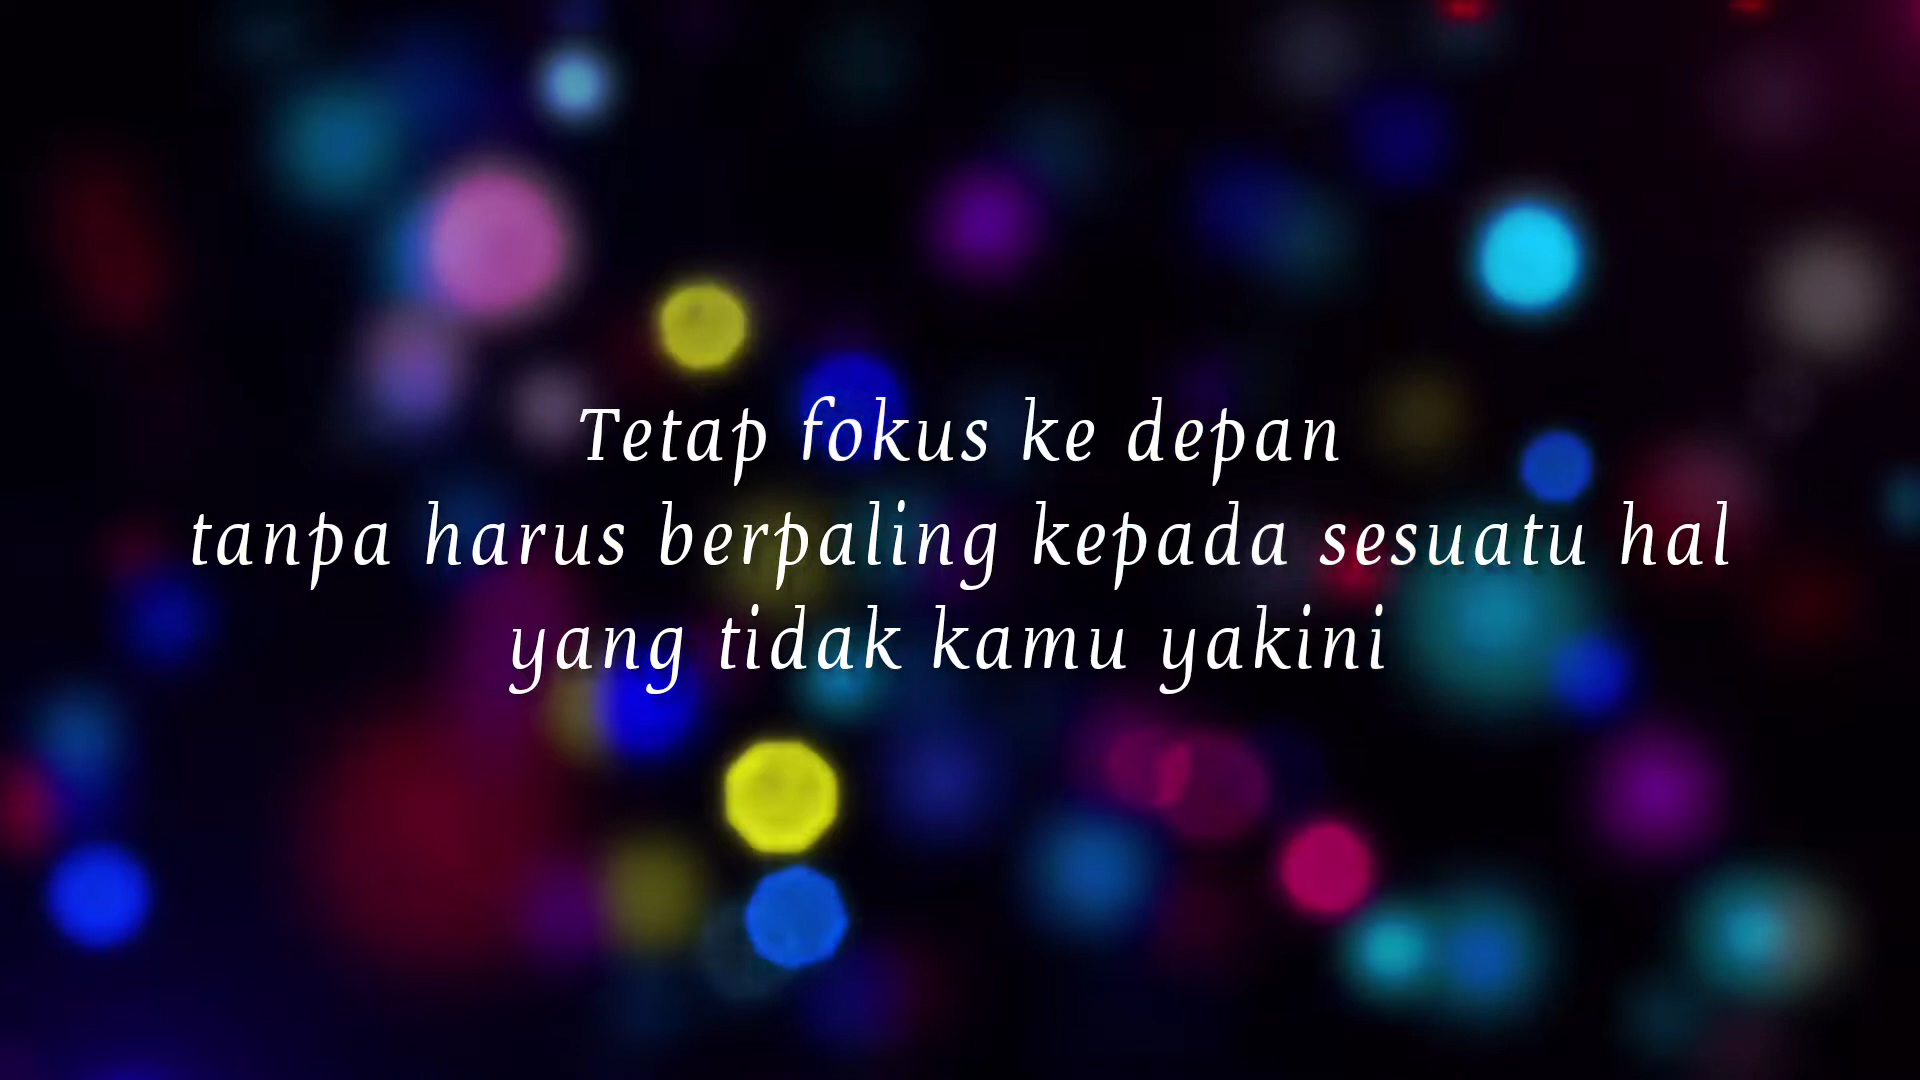 Tetap fokus ke depan
tanpa harus berpaling kepada sesuatu hal
yang tidak kamu yakini